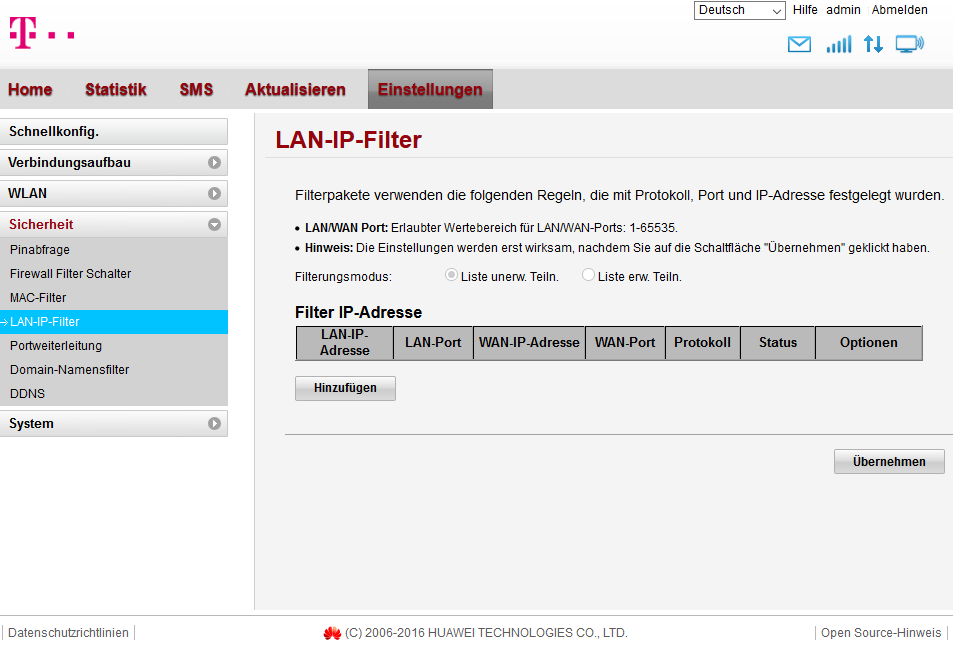 Deutsch Hilfe admin Abmelden
T
Home Statistik SMS Aktualisieren Einstellungen
Schnellkonfig.
Verbindungsaufbau
WLAN
Sicherheit
Pinabfrage
Firewall Filter Schalter
MAC-Filter
LAN-IP-Filter
Portweiterleitung
Domain-Namensfilter
DDNS
System
LAN-IP-Filter
Filterpakete verwenden die folgenden Regeln, die mit Protokoll, Port und IP-Adresse festgelegt wurden.
• LAN/WAN Port: Erlaubter Wertebereich für LAN/WAN-Ports: 1-65535.
• Hinweis: Die Einstellungen werden erst wirksam, nachdem Sie auf die Schaltfläche "Übernehmen" geklickt haben.
Filterungsmodus: Liste unerw. Teiln. Liste erw. Teiln.
Filter IP-Adresse
LAN-IP-
Adresse LAN-Port WAN-IP-Adresse WAN-Port Protokoll Status Optionen
Hinzufügen
Übernehmen
Datenschutzrichtlinien (C) 2006-2016 HUAWEI TECHNOLOGIES CO., LTD. Open Source-Hinweis